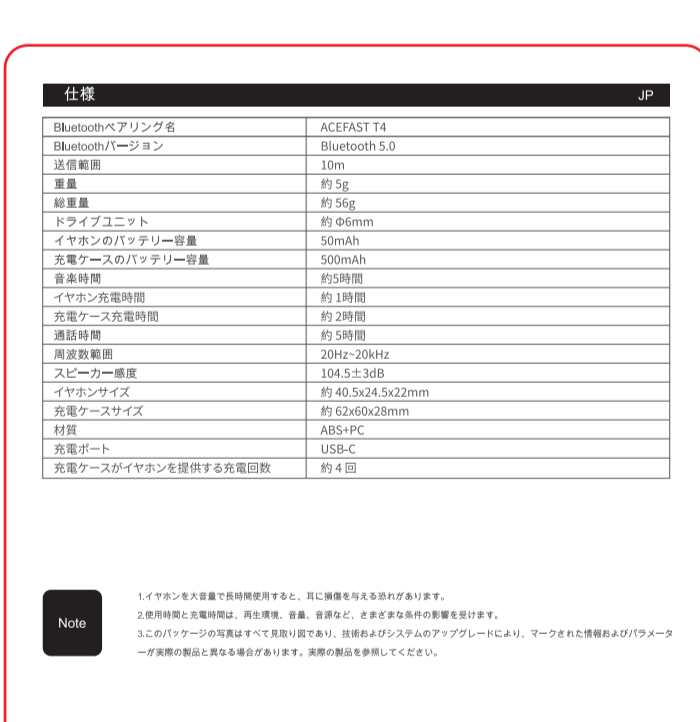 仕様 JP
Bluetoothペアリング名 ACEFAST T4
Bluetoothバージョン Bluetooth 5.0
送信範囲 10m
重量 約 5g
総重量 約 56g
ドライブユニット 約 Φ6mm
イヤホンのバッテリー容量 50mAh
充電ケースのバッテリー容量 500mAh
音楽時間 約5時間
イヤホン充電時間 約 1時間
充電ケース充電時間 約 2時間
通話時間 約 5時間
周波数範囲 20Hz~20kHz
スピーカー感度 104.5±3dB
イヤホンサイズ 約 40.5x24.5x22mm
充電ケースサイズ 約 62x60x28mm
材質 ABS+PC
充電ポート USB-C
充電ケースがイヤホンを提供する充電回数 約 4 回
Note
1.イヤホンを大音量で長時間使用すると、耳に損傷を与える恐れがあります。
2.使用時間と充電時間は、再生環境、音量、音源など、さまざまな条件の影響を受けます。
3.このパッケージの写真はすべて見取り図であり、技術およびシステムのアップグレードにより、マークされた情報およびパラメータ
ーが実際の製品と異なる場合があります。実際の製品を参照してください。